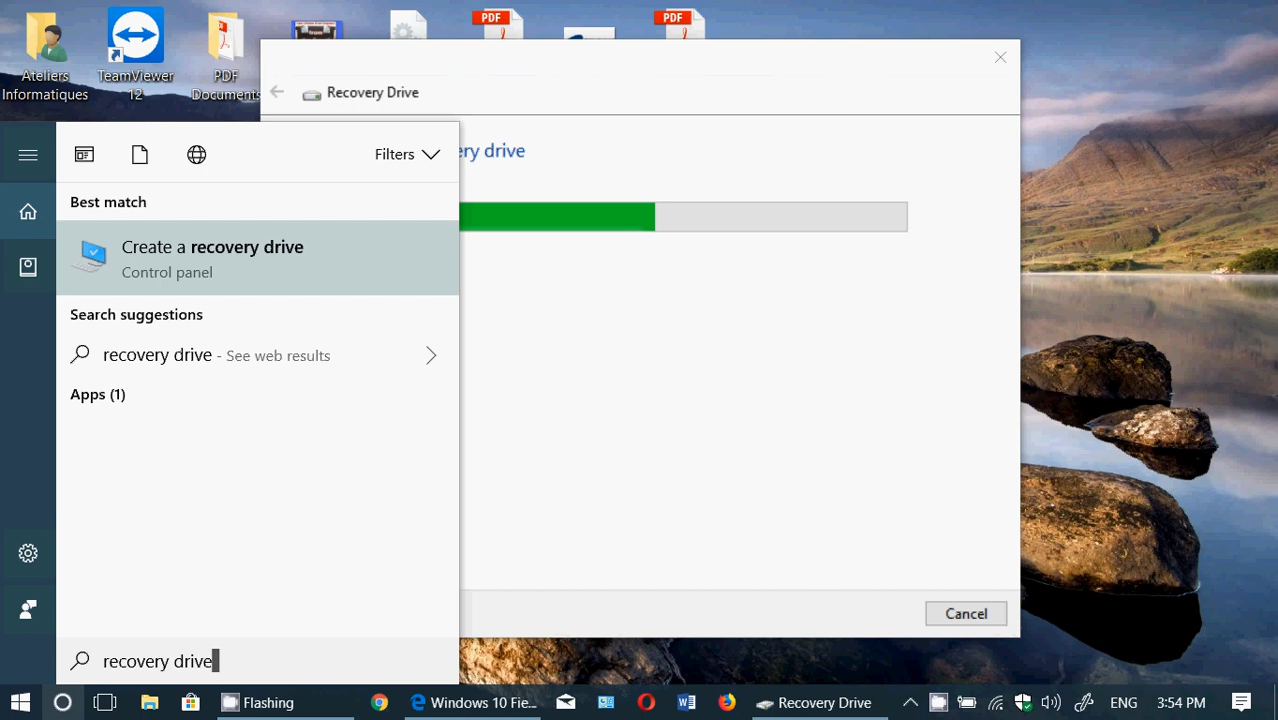 PDF
PDF
Ateliers
Informatiques
TeamViewer
12
PDF
Documents
Recovery Drive
ery drive
Filters
Best match
Create a recovery drive
Control panel
Search suggestions
recovery drive - See web results
Apps (1)
Cancel
recovery drive
Flashing
Windows 10 Fie...
Recovery Drive
ENG
3:54 PM